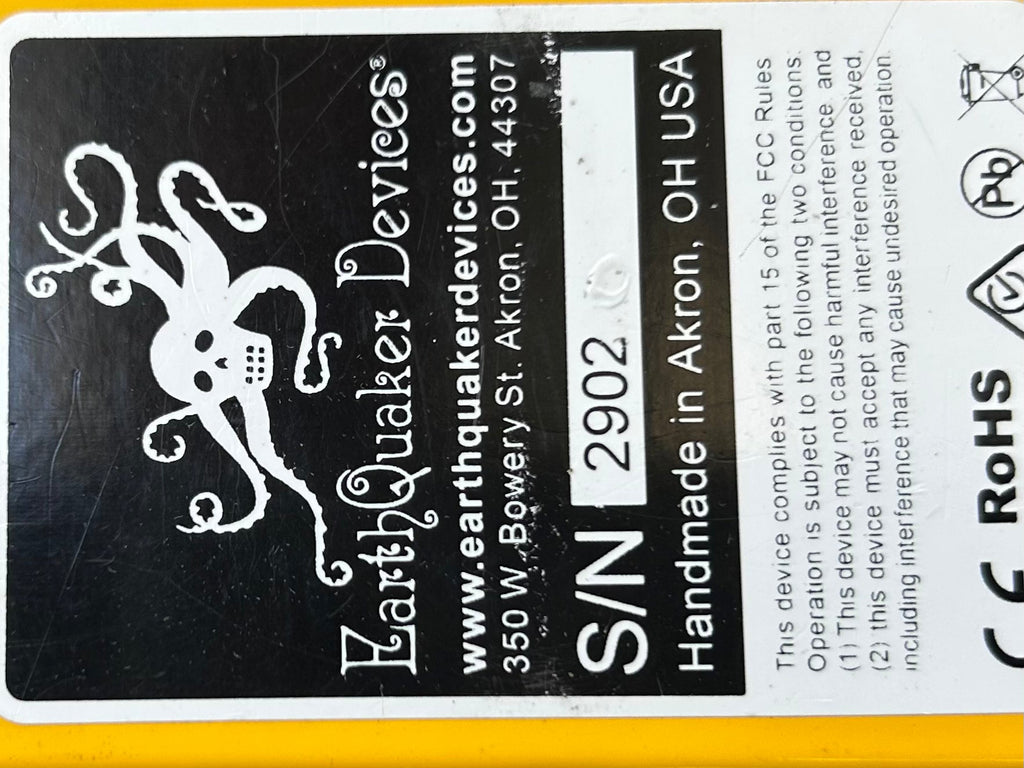 EarthQuaker Devices®
www.earthquakerdevices.com
350 W. Bowery St. Akron, OH, 44307
S/N 2902
Handmade in Akron, OH USA
This device complies with part 15 of the FCC Rules
Operation is subject to the following two conditions:
(1) This device may not cause harmful interference, and
(2) this device must accept any interference received,
including interference that may cause undesired operation.
CE RoHS Pb